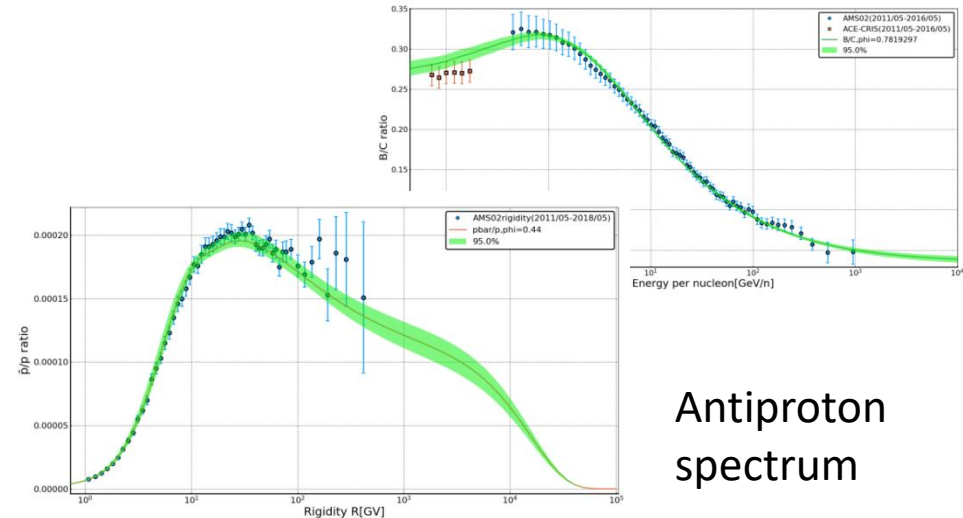 0.35
0.30
0.25
0.15
B/C ratio
AMS02(2011/05-2016/05)
ACE-CRIS(2011/05-2016/05)
B/C,phi=0.7819297
95.0%
10¹ 10² 10³ 10⁴
Energy per nucleon[GeV/n]
0.00020
0.00015
0.00010
0.00005
0.00000
p̄/p ratio
AMS02rigidity(2011/05-2018/05)
pbar/p,phi=0.44
95.0%
10⁰ 10¹ 10² 10³ 10⁴ 10⁵
Rigidity R[GV]
Antiproton
spectrum